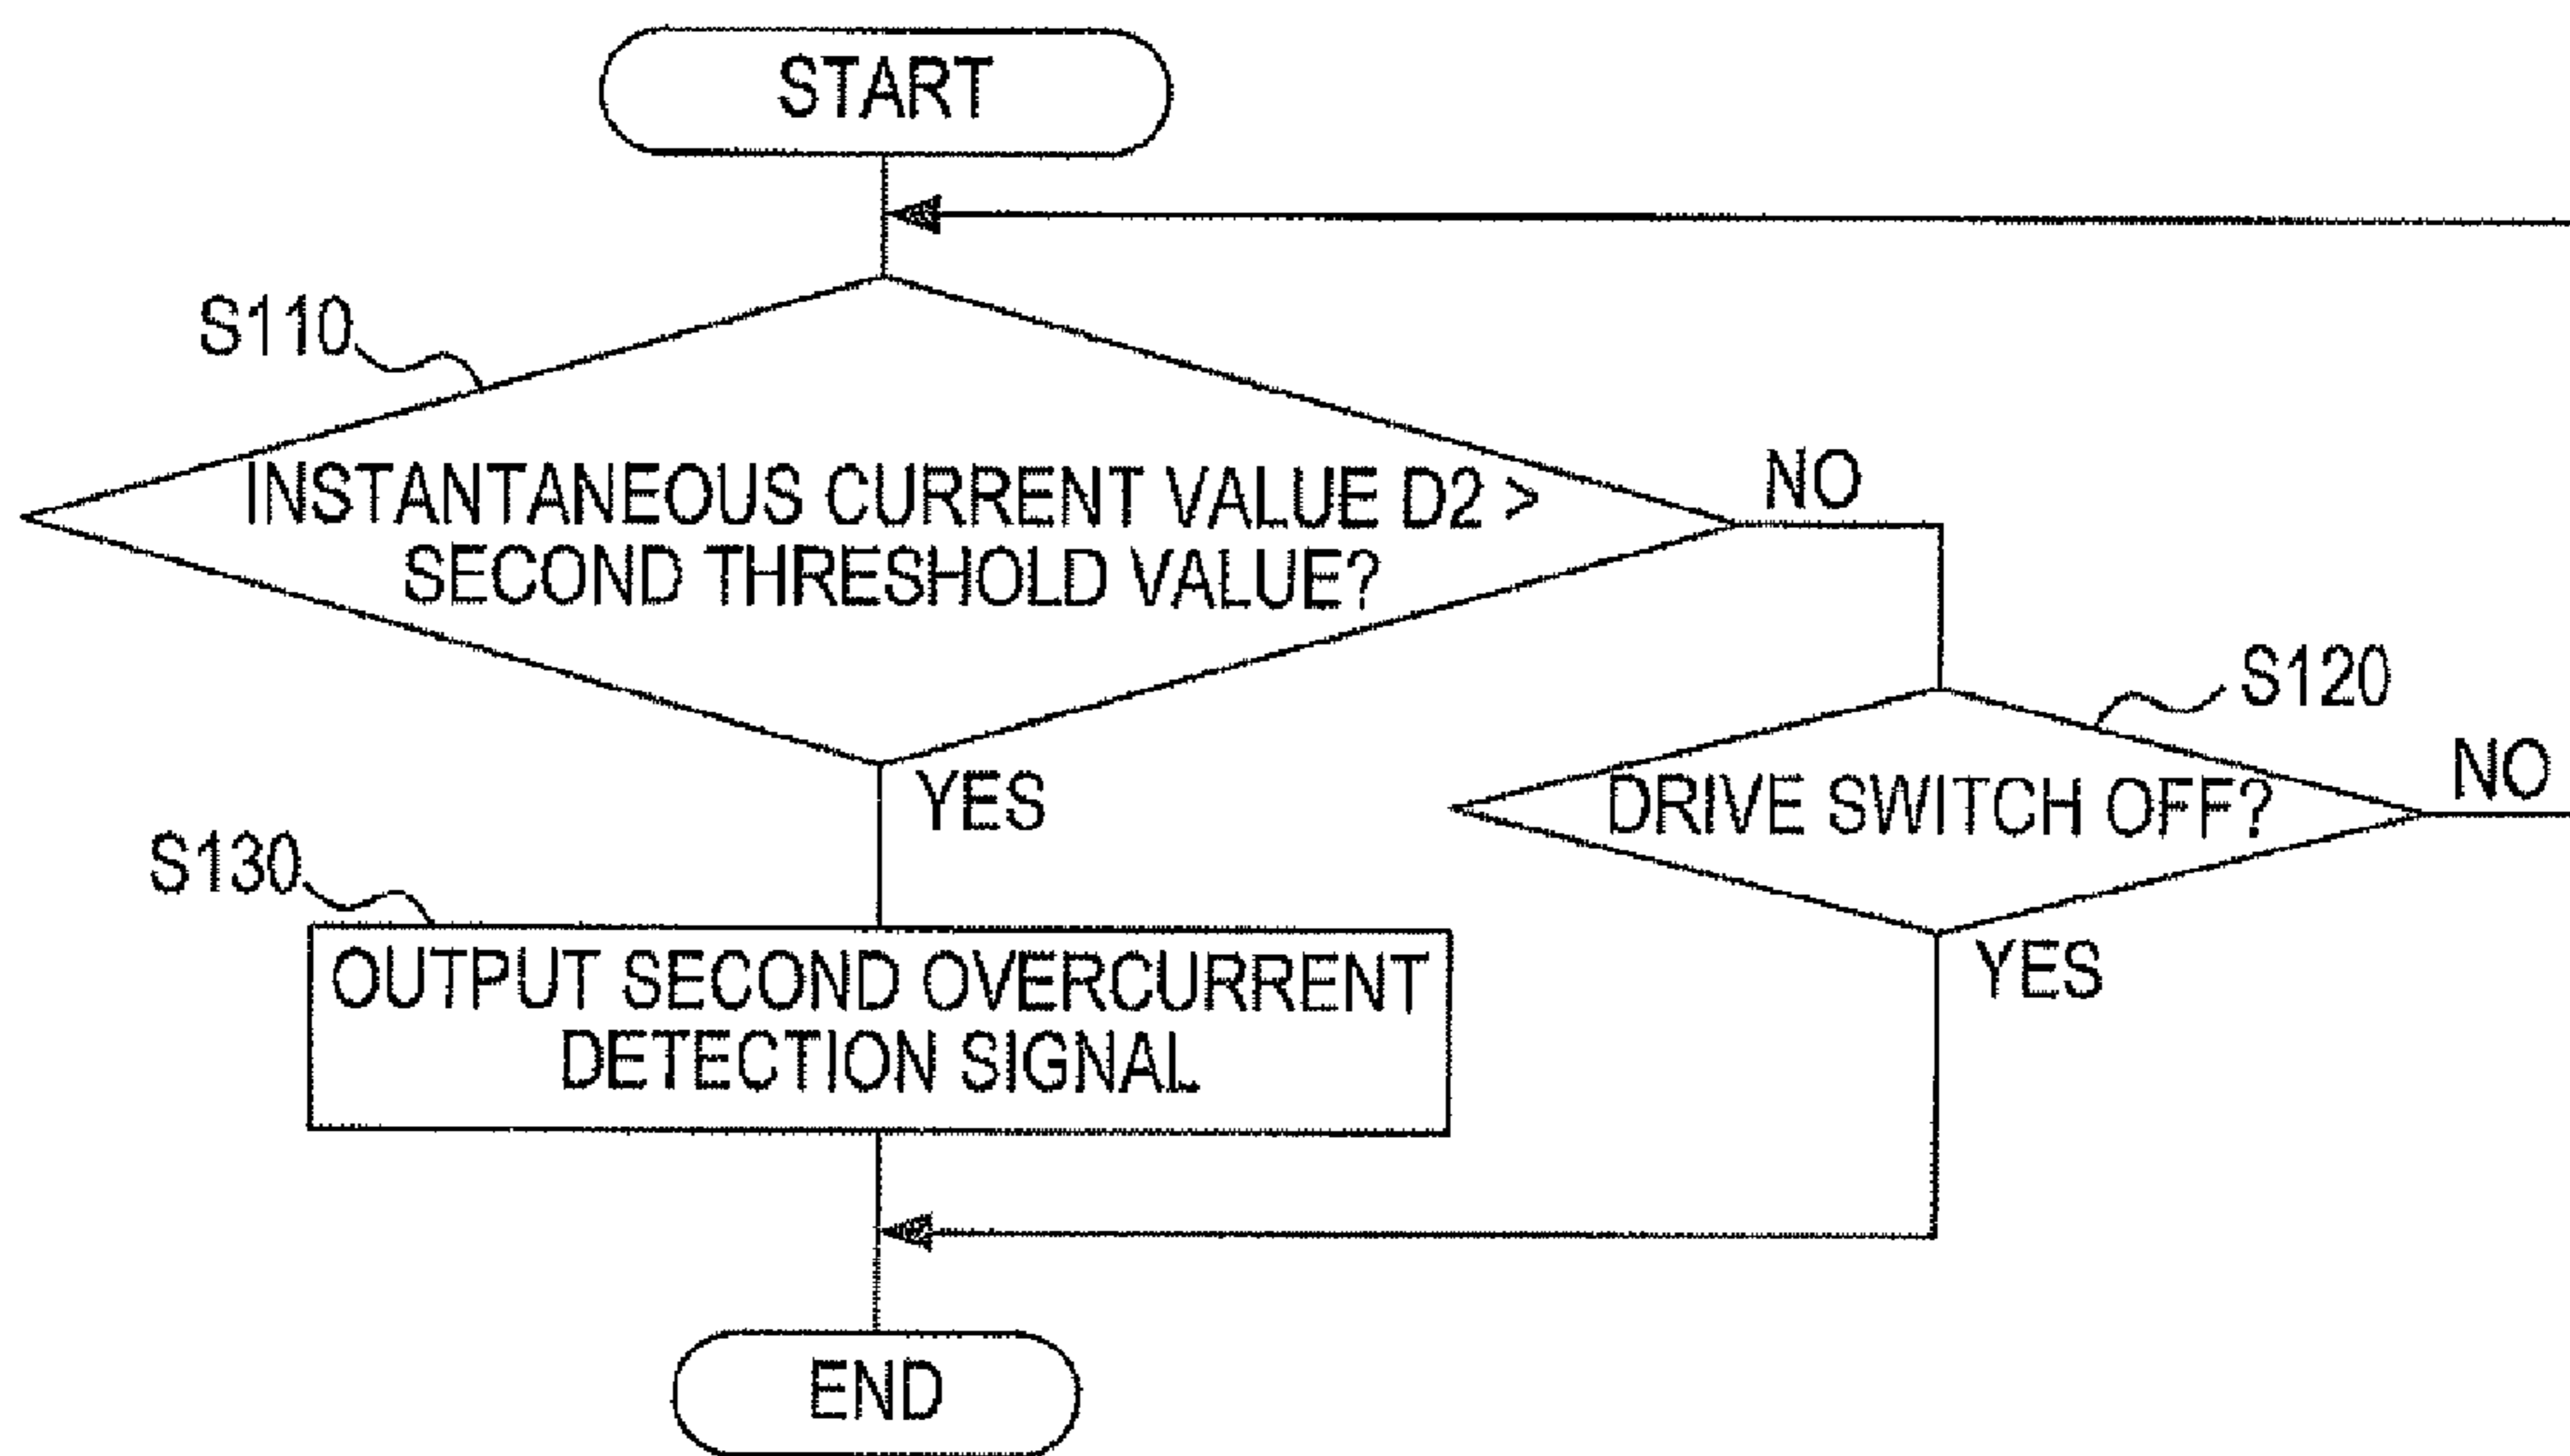 START
S110
INSTANTANEOUS CURRENT VALUE D2 >
SECOND THRESHOLD VALUE?
NO
YES
S120
DRIVE SWITCH OFF?
NO
YES
S130
OUTPUT SECOND OVERCURRENT
DETECTION SIGNAL
END